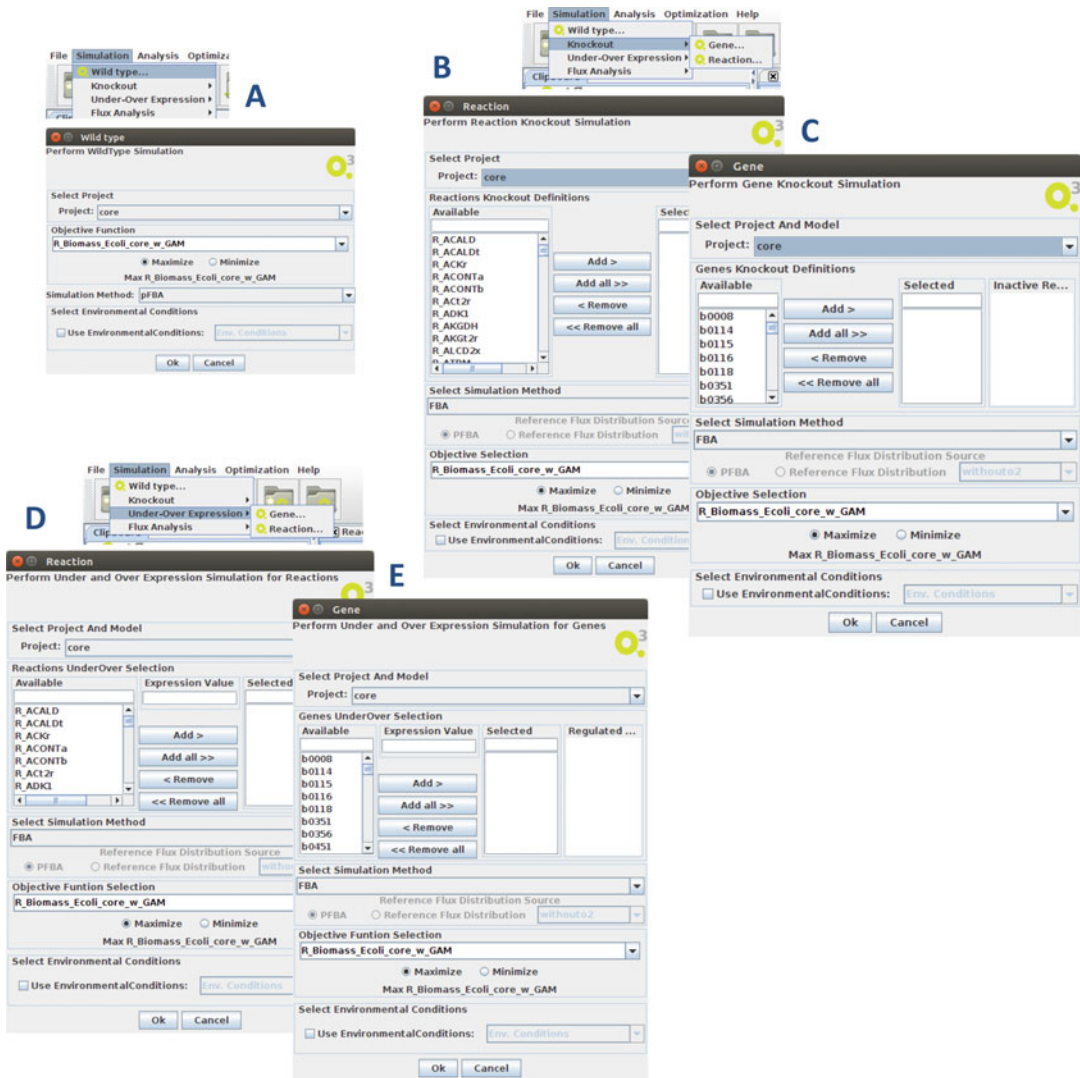 File Simulation Analysis Optimiz
Wild type...
Knockout
Under-Over Expression
Flux Analysis
A
Wild type
Perform WildType Simulation
3
Select Project
Project: core
Objective Function
R_Biomass_Ecoli_core_w_GAM
Maximize Minimize
Max R_Biomass_Ecoli_core_w_GAM
Simulation Method: pFBA
Select Environmental Conditions
Use EnvironmentalConditions: Env. Conditions
Ok Cancel
File Simulation Analysis Optimization Help
Wild type...
Knockout
Gene...
Under-Over Expression
Reaction...
Flux Analysis
B
Reaction
Perform Reaction Knockout Simulation
3
Select Project
Project: core
Reactions Knockout Definitions
Available Selec
R_ACALD
R_ACALDt
R_ACKr
R_ACONTa
R_ACONTb
R_ACt2r
R_ADK1
R_AKGDH
R_AKGt2r
R_ALCD2x
R_ATPM
Add >
Add all >>
< Remove
<< Remove all
Select Simulation Method
FBA
Reference Flux Distribution Source
PFBA Reference Flux Distribution wit
Objective Selection
R_Biomass_Ecoli_core_w_GAM
Maximize Minimize
Max R_Biomass_Ecoli_core_w_GAM
Select Environmental Conditions
Use EnvironmentalConditions: Env. Condi
Ok Cancel
C
Gene
Perform Gene Knockout Simulation
3
Select Project And Model
Project: core
Genes Knockout Definitions
Available Selected Inactive Re...
b0008
b0114
b0115
b0116
b0118
b0351
b0356
Add >
Add all >>
< Remove
<< Remove all
Select Simulation Method
FBA
Reference Flux Distribution Source
PFBA Reference Flux Distribution withouto2
Objective Selection
R_Biomass_Ecoli_core_w_GAM
Maximize Minimize
Max R_Biomass_Ecoli_core_w_GAM
Select Environmental Conditions
Use EnvironmentalConditions: Env. Conditions
Ok Cancel
File Simulation Analysis Optimization Help
Wild type...
Knockout
Under-Over Expression
Gene...
Flux Analysis
Reaction...
Clip
Rea
D
Reaction
Perform Under and Over Expression Simulation for Reactions
3
Select Project And Model
Project: core
Reactions UnderOver Selection
Available Expression Value Selected
R_ACALD
R_ACALDt
R_ACKr
R_ACONTa
R_ACONTb
R_ACt2r
R_ADK1
Add >
Add all >>
< Remove
<< Remove all
Select Simulation Method
FBA
Reference Flux Distribution Source
PFBA Reference Flux Distribution witho
Objective Funtion Selection
R_Biomass_Ecoli_core_w_GAM
Maximize Minimize
Max R_Biomass_Ecoli_core_w_GAM
Select Environmental Conditions
Use EnvironmentalConditions: Env. Conditions
Ok Cancel
E
Gene
Perform Under and Over Expression Simulation for Genes
3
Select Project And Model
Project: core
Genes UnderOver Selection
Available Expression Value Selected Regulated ...
b0008
b0114
b0115
b0116
b0118
b0351
b0356
b0451
Add >
Add all >>
< Remove
<< Remove all
Select Simulation Method
FBA
Reference Flux Distribution Source
PFBA Reference Flux Distribution withouto2
Objective Funtion Selection
R_Biomass_Ecoli_core_w_GAM
Maximize Minimize
Max R_Biomass_Ecoli_core_w_GAM
Select Environmental Conditions
Use EnvironmentalConditions: Env. Conditions
Ok Cancel